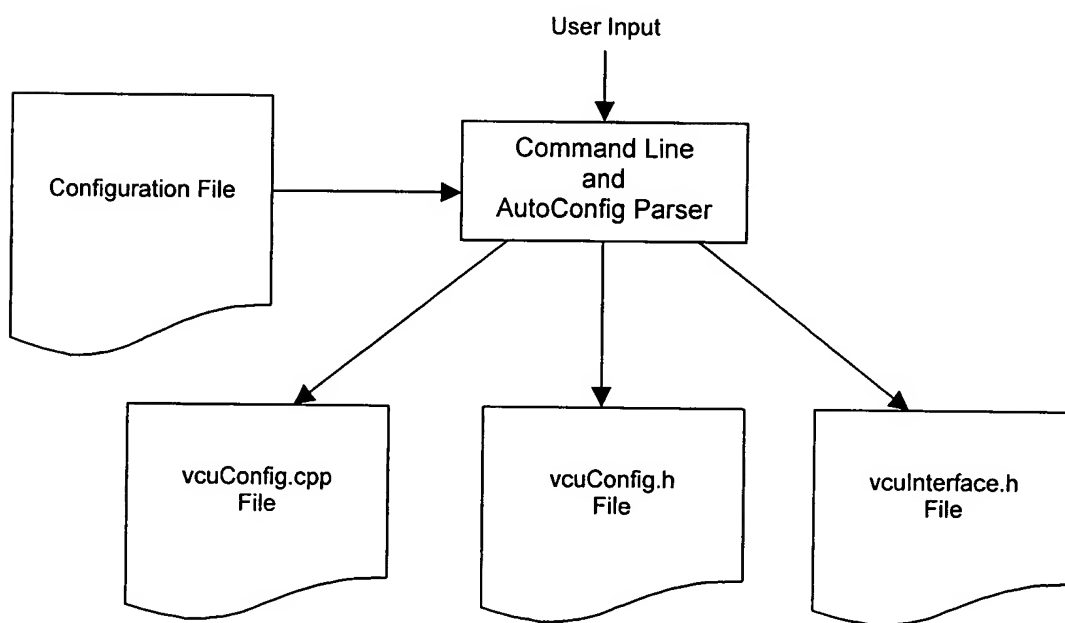 User Input
Configuration File
Command Line
and
AutoConfig Parser
vcuConfig.cpp
File
vcuConfig.h
File
vcuInterface.h
File